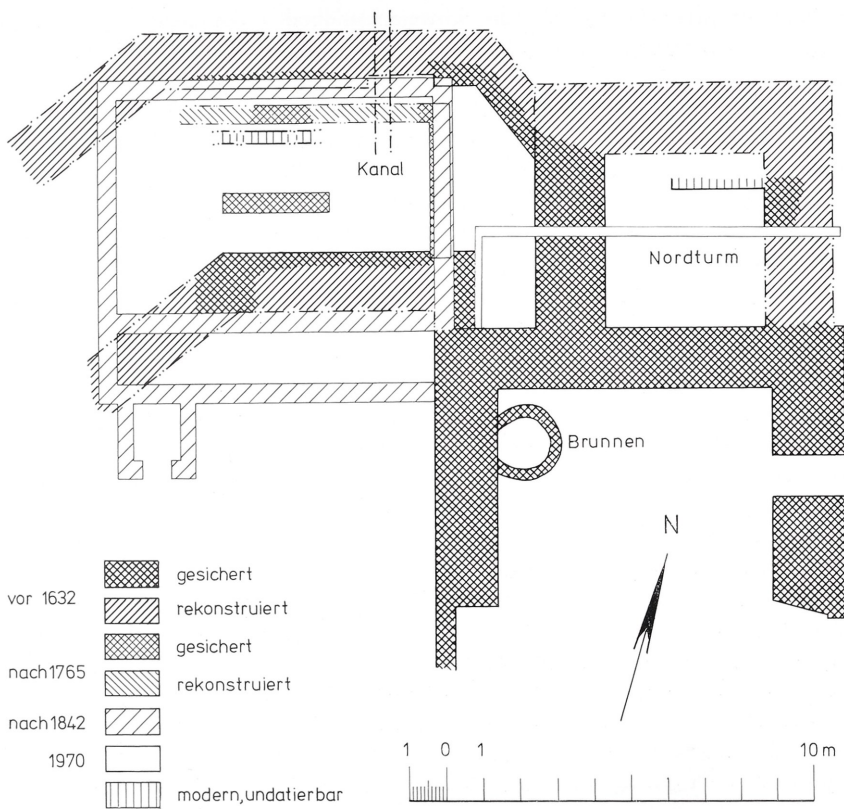 Kanal
Nordturm
Brunnen
N
vor 1632
gesichert
rekonstruiert
nach 1765
gesichert
rekonstruiert
nach 1842
1970
modern, undatierbar
1 0 1 10 m